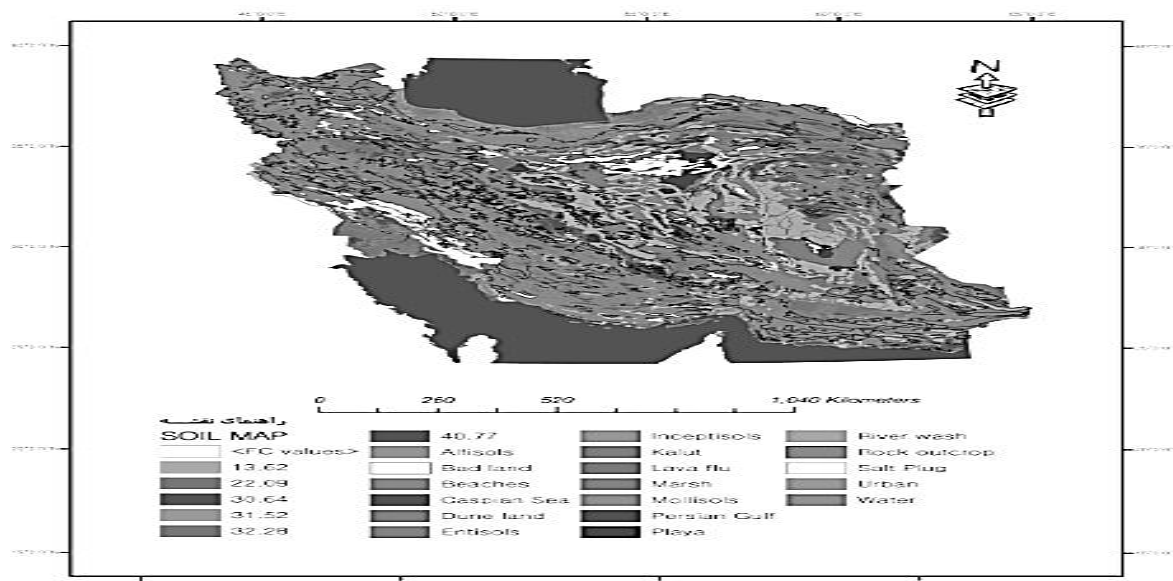 N
0 260 520 1,040 Kilometers
راهنمای نقشه
SOIL MAP
<FC values>
13.62
22.09
30.64
31.52
32.28
40.77
Alfisols
Bad land
Beaches
Caspian Sea
Dune land
Entisols
Inceptisols
Kalut
Lava flu
Marsh
Mollisols
Persian Gulf
Playa
River wash
Rock outcrop
Salt Plug
Urban
Water